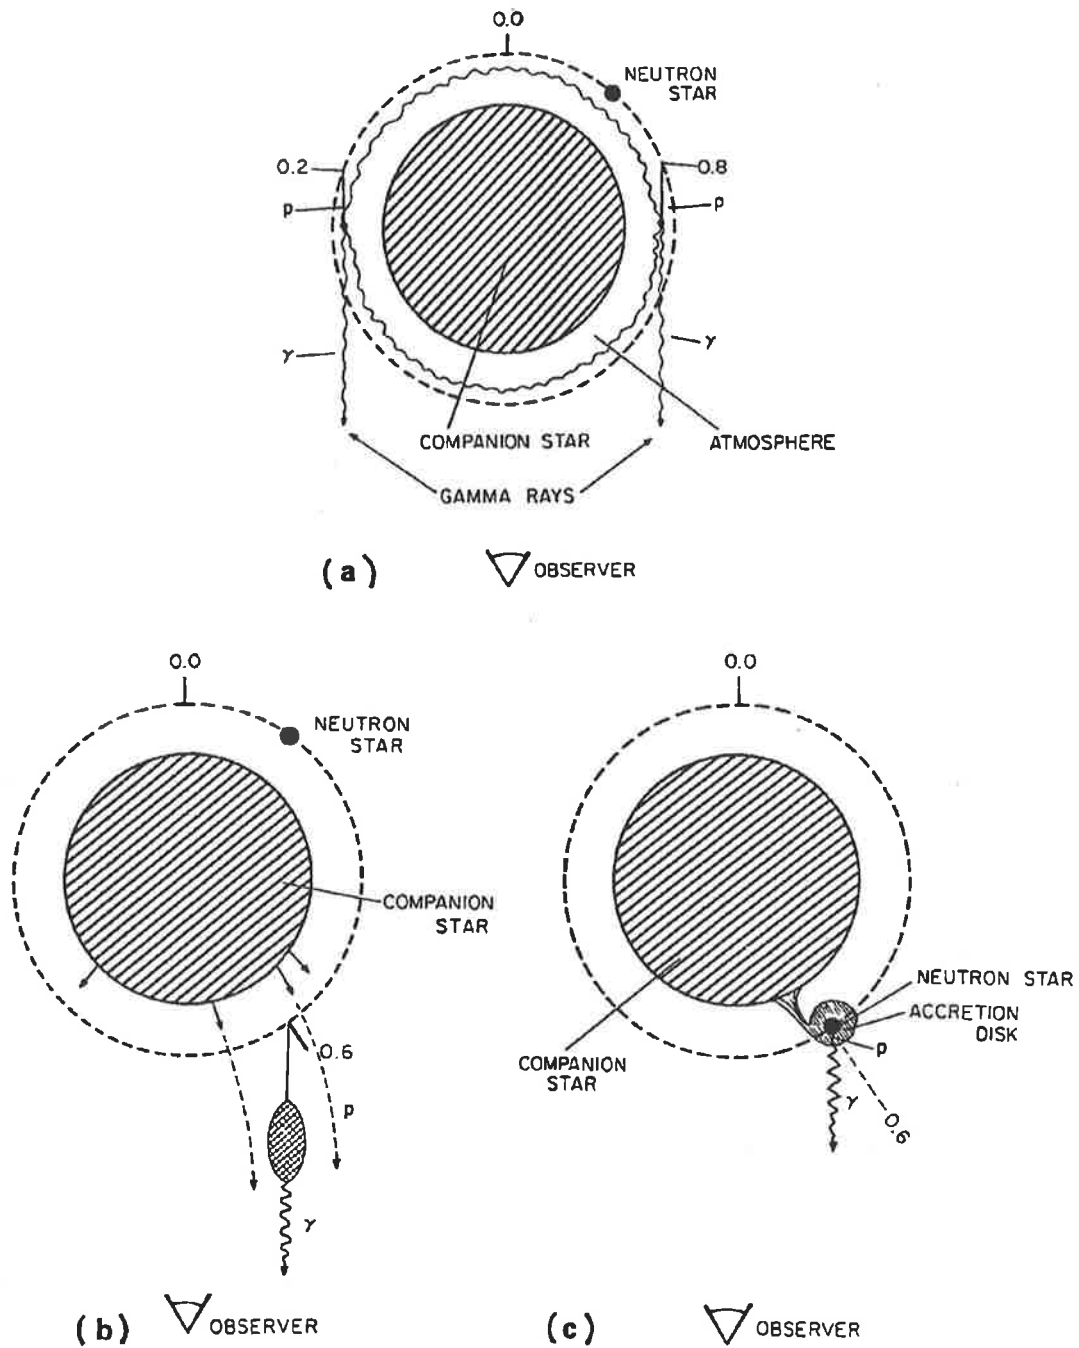 0.0
NEUTRON
STAR
0.2
0.8
p
p
γ
γ
COMPANION STAR
ATMOSPHERE
GAMMA RAYS
(a)
OBSERVER
0.0
NEUTRON
STAR
COMPANION
STAR
0.6
p
γ
(b)
OBSERVER
0.0
NEUTRON STAR
ACCRETION
DISK
p
COMPANION
STAR
γ
0.6
(c)
OBSERVER